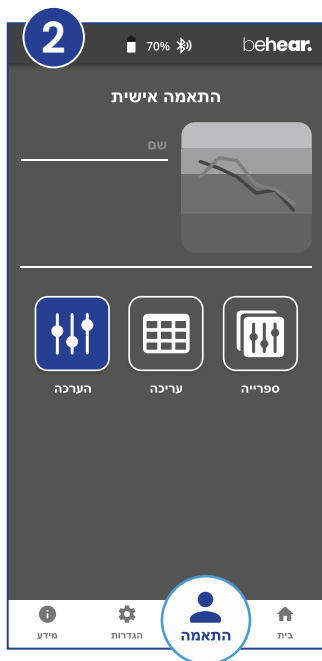 2
70%
behear.
התאמה אישית
שם
ספרייה
עריכה
הערכה
בית
התאמה
הגדרות
מידע